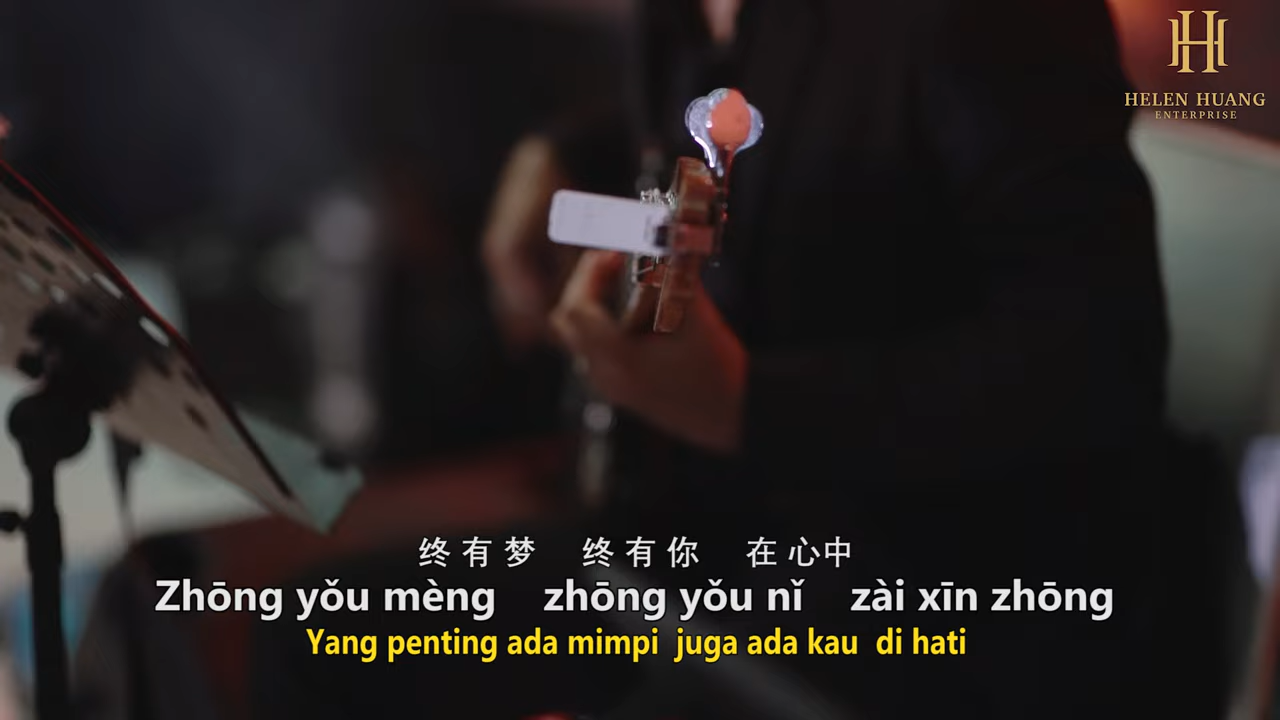 HELEN HUANG
ENTERPRISE
终有梦 终有你 在心中
Zhōng yǒu mèng zhōng yǒu nǐ zài xīn zhōng
Yang penting ada mimpi juga ada kau di hati